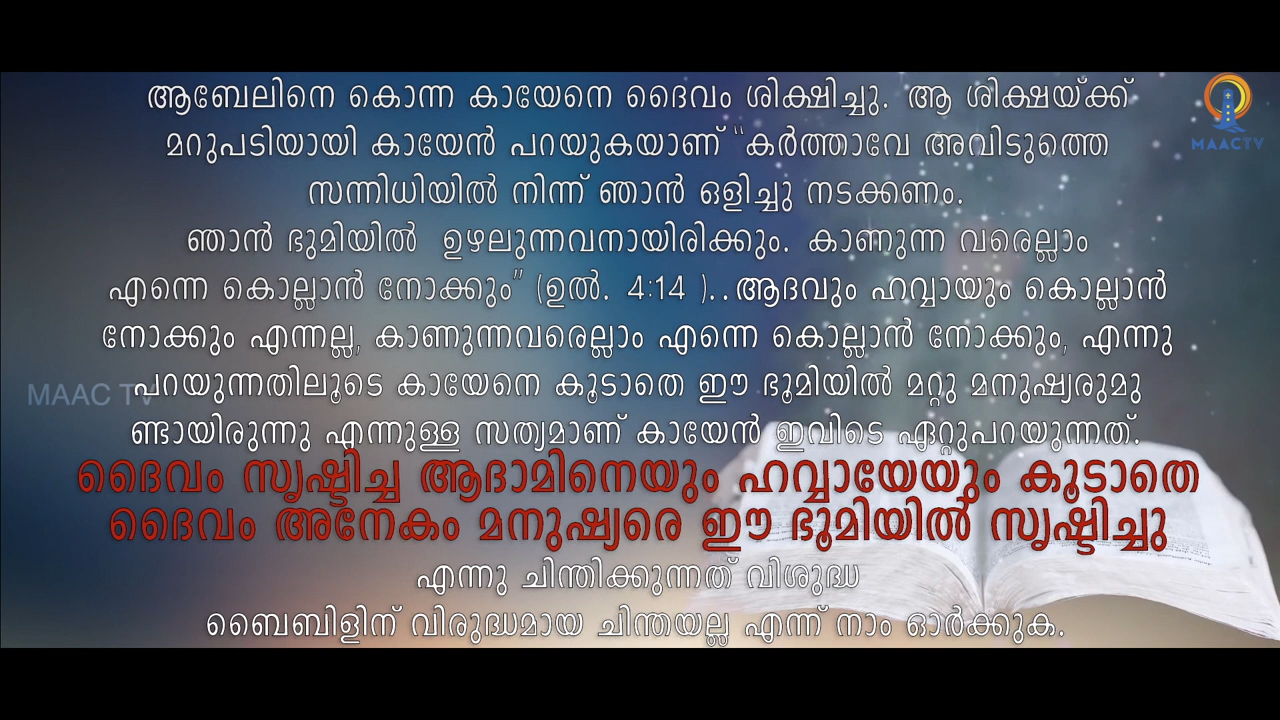 ആബേലിനെ കൊന്ന കായേനെ ദൈവം ശിക്ഷിച്ചു. ആ ശിക്ഷയ്ക്ക്
മറുപടിയായി കായേൻ പറയുകയാണ് “കർത്താവേ അവിടുത്തെ
സന്നിധിയിൽ നിന്ന് ഞാൻ ഒളിച്ചു നടക്കണം.
ഞാൻ ഭുമിയിൽ ഉഴലുന്നവനായിരിക്കും. കാണുന്ന വരെല്ലാം
എന്നെ കൊല്ലാൻ നോക്കും” (ഉൽ. 4:14 )..ആദവും ഹവ്വായും കൊല്ലാൻ
നോക്കും എന്നല്ല, കാണുന്നവരെല്ലാം എന്നെ കൊല്ലാൻ നോക്കും, എന്നു
പറയുന്നതിലൂടെ കായേനെ കൂടാതെ ഈ ഭൂമിയിൽ മറ്റു മനുഷ്യരുമു
ണ്ടായിരുന്നു എന്നുള്ള സത്യമാണ് കായേൻ ഇവിടെ ഏറ്റുപറയുന്നത്.
ദൈവം സൃഷ്ടിച്ച ആദാമിനെയും ഹവ്വായേയും കൂടാതെ
ദൈവം അനേകം മനുഷ്യരെ ഈ ഭൂമിയിൽ സൃഷ്ടിച്ചു
എന്നു ചിന്തിക്കുന്നത് വിശുദ്ധ
ബൈബിളിന് വിരുദ്ധമായ ചിന്തയല്ല എന്ന് നാം ഓർക്കുക.
MAACTV
MAAC TV